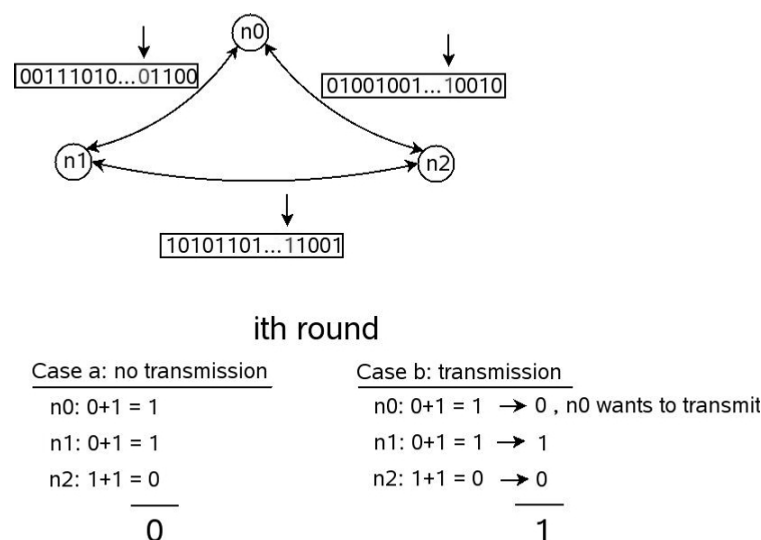 n0
00111010...01100
01001001...10010
n1
n2
10101101...11001
ith round
Case a: no transmission
n0: 0+1 = 1
n1: 0+1 = 1
n2: 1+1 = 0
0
Case b: transmission
n0: 0+1 = 1 → 0 , n0 wants to transmit
n1: 0+1 = 1 → 1
n2: 1+1 = 0 → 0
1